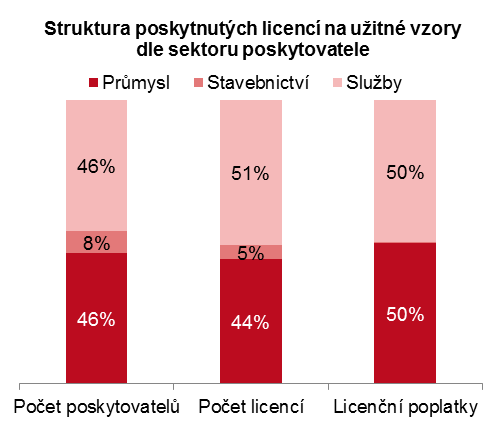 Struktura poskytnutých licencí na užitné vzory
dle sektoru poskytovatele
Průmysl Stavebnictví Služby
46% 51% 50%
8% 5%
46% 44% 50%
Počet poskytovatelů Počet licencí Licenční poplatky